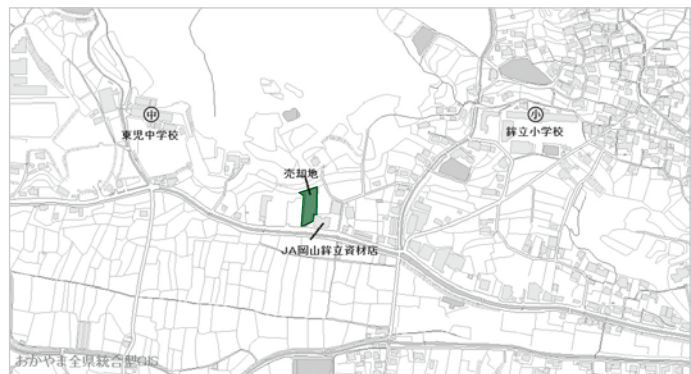 中
東児中学校
小
鉾立小学校
売却地
JA岡山鉾立資材店
おかやま全県統合型GIS